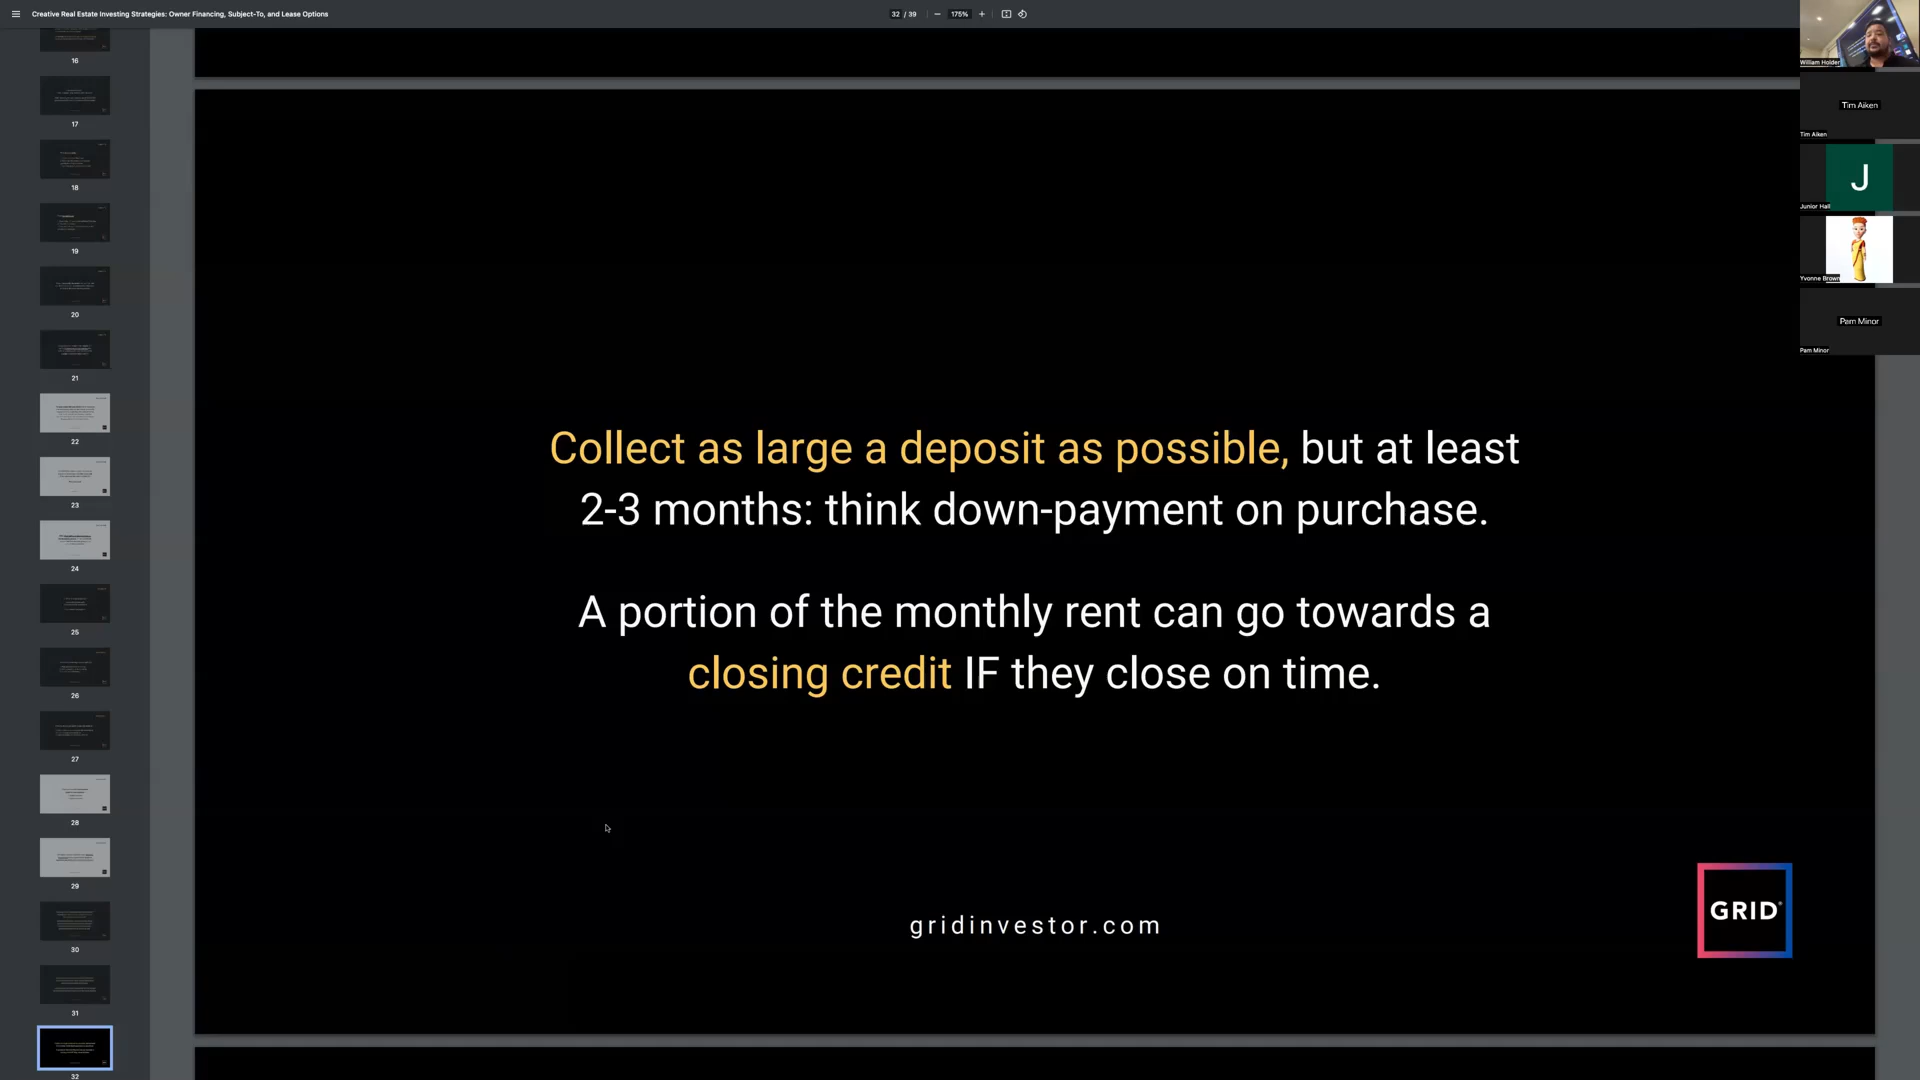 Creative Real Estate Investing Strategies: Owner Financing, Subject-To, and Lease Options
32 / 39
175%
16
17
18
19
20
21
22
23
24
25
26
27
28
29
30
31
32
Collect as large a deposit as possible, but at least
2-3 months: think down-payment on purchase.
A portion of the monthly rent can go towards a
closing credit IF they close on time.
gridinvestor.com
GRID
William Holder
Tim Aiken
Tim Aiken
J
Junior Hall
Yvonne Brown
Pam Minor
Pam Minor